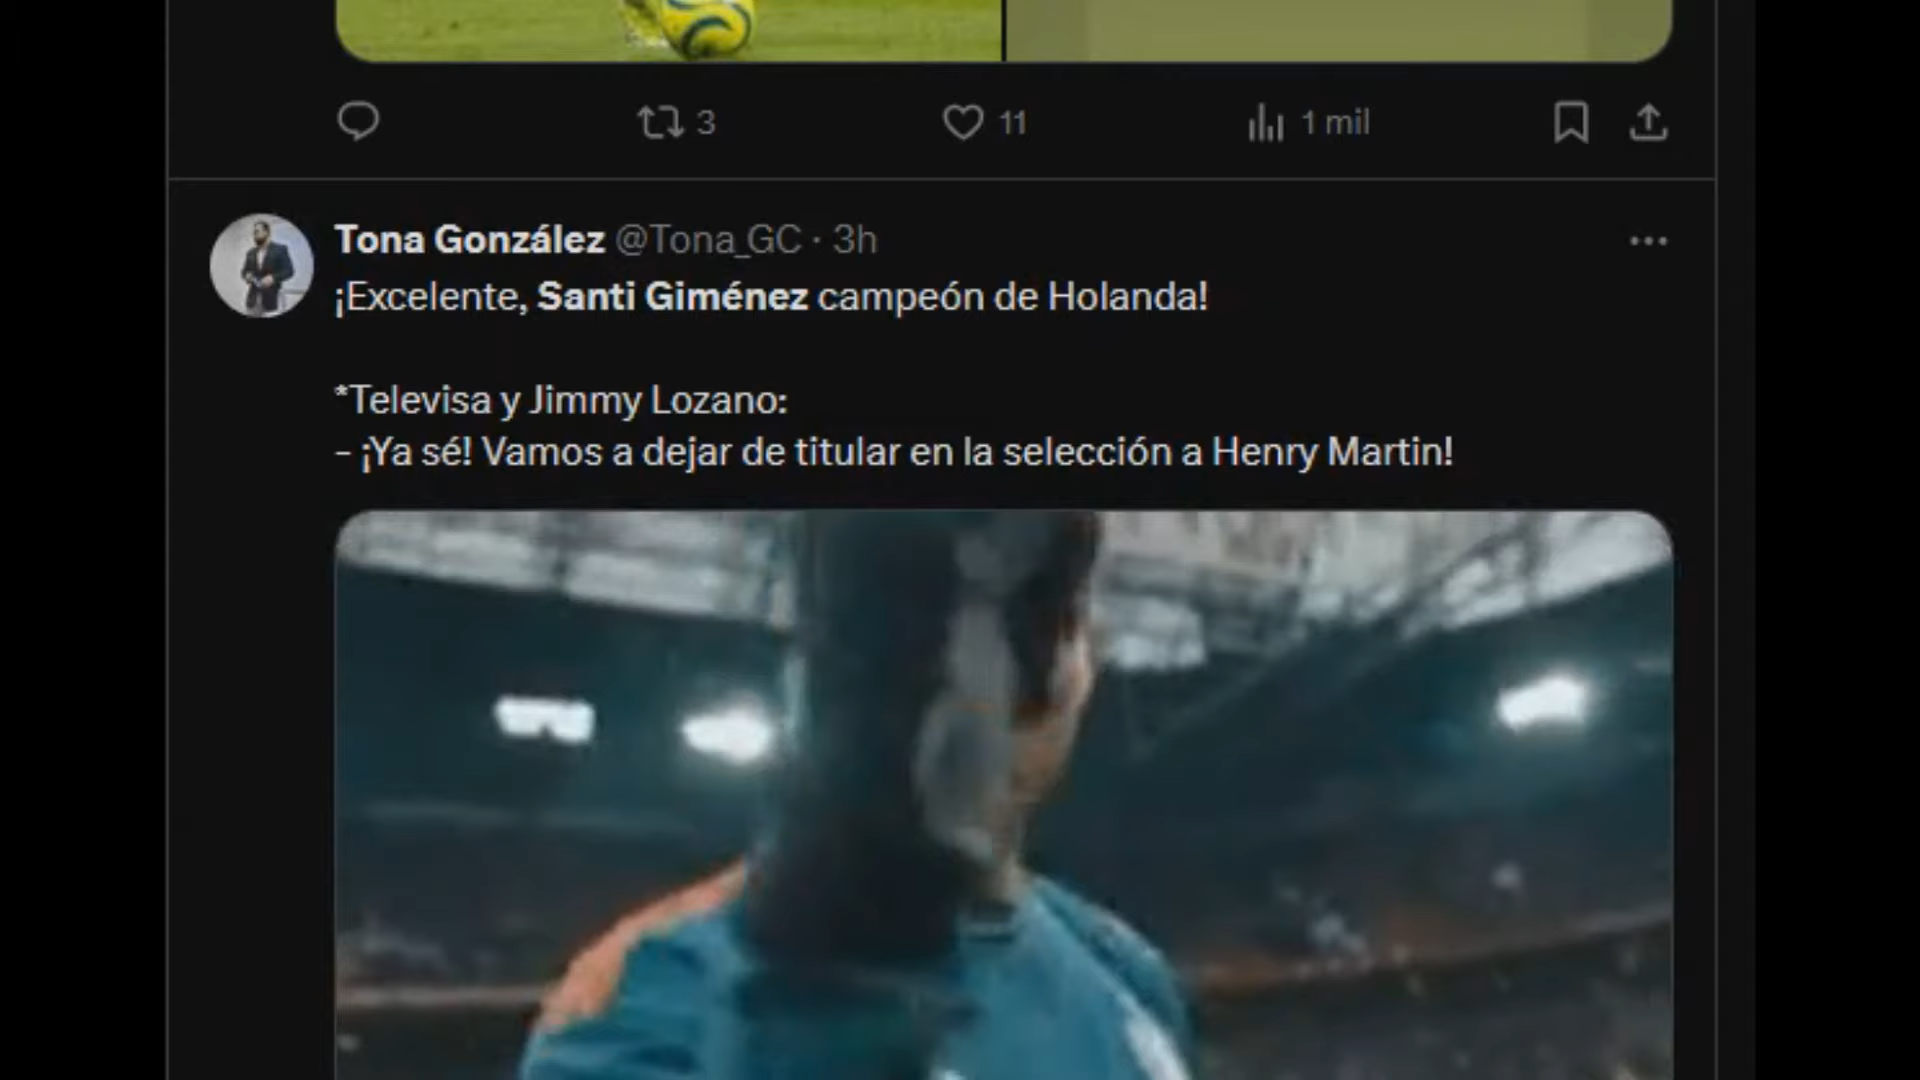 3
11
1 mil
Tona González @Tona_GC · 3h
¡Excelente, Santi Giménez campeón de Holanda!
*Televisa y Jimmy Lozano:
- ¡Ya sé! Vamos a dejar de titular en la selección a Henry Martin!